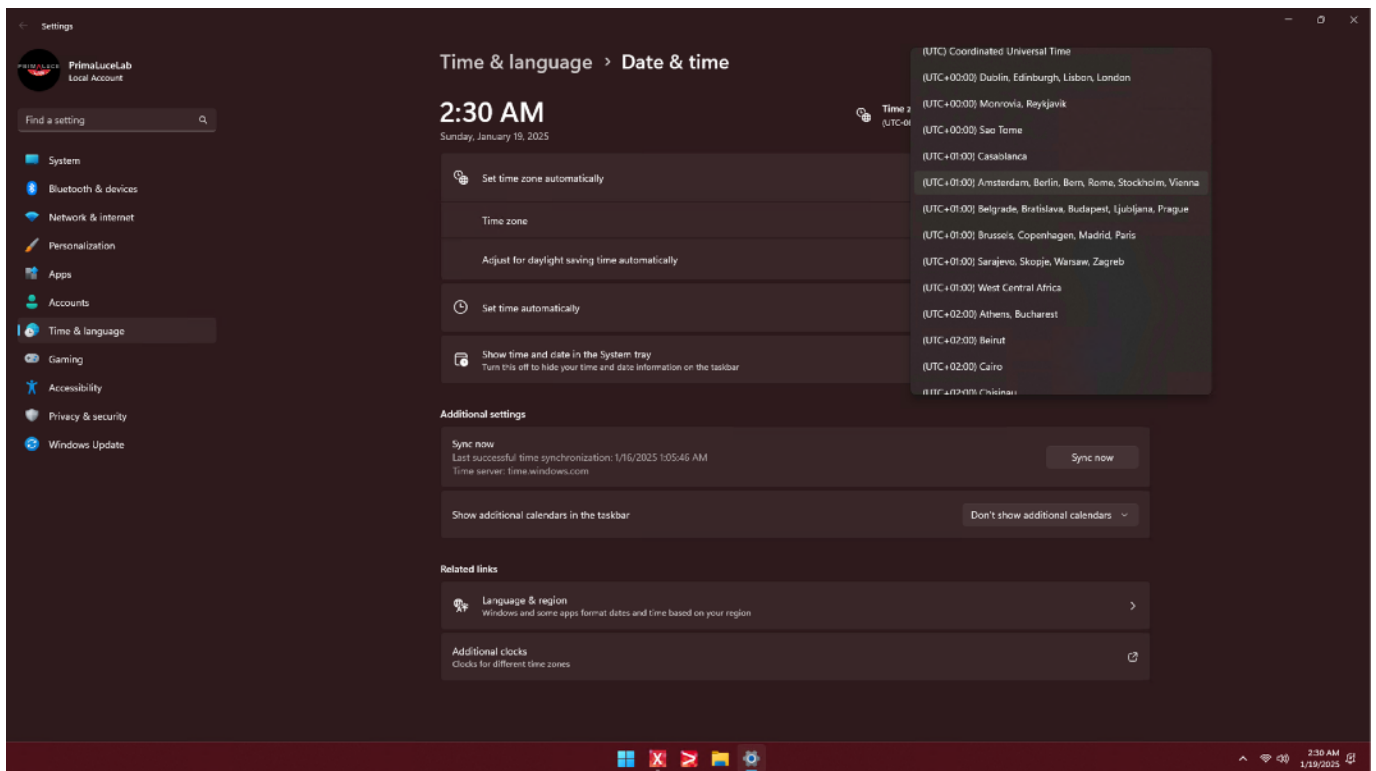 Settings
PRIMALUCE
PrimaLuceLab
Local Account
Find a setting
System
Bluetooth & devices
Network & internet
Personalization
Apps
Accounts
Time & language
Gaming
Accessibility
Privacy & security
Windows Update
Time & language > Date & time
2:30 AM
Sunday, January 19, 2025
Time z
(UTC-08
Set time zone automatically
Time zone
Adjust for daylight saving time automatically
Set time automatically
Show time and date in the System tray
Turn this off to hide your time and date information on the taskbar
(UTC) Coordinated Universal Time
(UTC+00:00) Dublin, Edinburgh, Lisbon, London
(UTC+00:00) Monrovia, Reykjavik
(UTC+00:00) Sao Tome
(UTC+01:00) Casablanca
(UTC+01:00) Amsterdam, Berlin, Bern, Rome, Stockholm, Vienna
(UTC+01:00) Belgrade, Bratislava, Budapest, Ljubljana, Prague
(UTC+01:00) Brussels, Copenhagen, Madrid, Paris
(UTC+01:00) Sarajevo, Skopje, Warsaw, Zagreb
(UTC+01:00) West Central Africa
(UTC+02:00) Athens, Bucharest
(UTC+02:00) Beirut
(UTC+02:00) Cairo
(UTC+02:00) Chisinau
Additional settings
Sync now
Last successful time synchronization: 1/16/2025 1:05:46 AM
Time server: time.windows.com
Sync now
Show additional calendars in the taskbar
Don't show additional calendars
Related links
Language & region
Windows and some apps format dates and time based on your region
Additional clocks
Clocks for different time zones
2:30 AM
1/19/2025